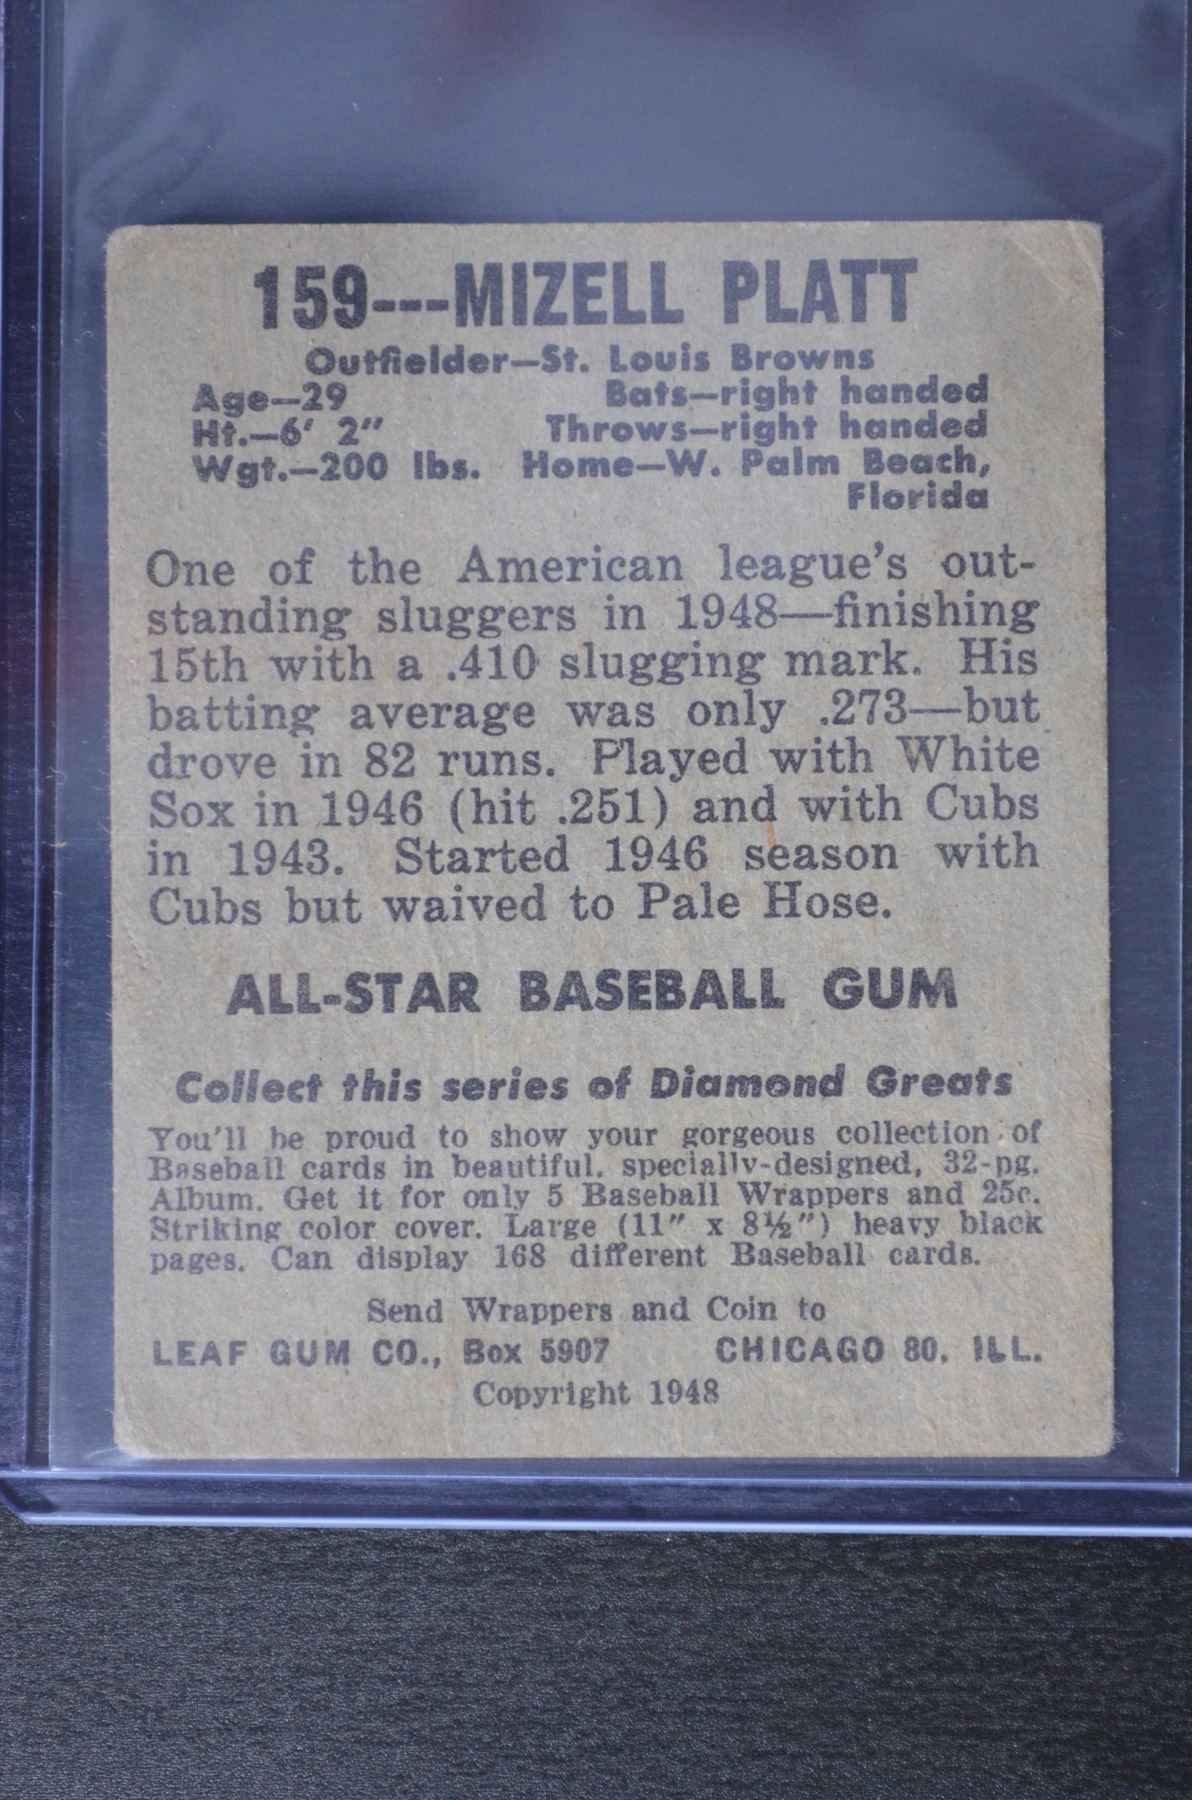 159---MIZELL PLATT
Outfielder—St. Louis Browns
Age—29 Bats—right handed
Ht.—6' 2" Throws—right handed
Wgt.—200 lbs. Home—W. Palm Beach,
Florida
One of the American league's out-
standing sluggers in 1948—finishing
15th with a .410 slugging mark. His
batting average was only .273—but
drove in 82 runs. Played with White
Sox in 1946 (hit .251) and with Cubs
in 1943. Started 1946 season with
Cubs but waived to Pale Hose.
ALL-STAR BASEBALL GUM
Collect this series of Diamond Greats
You'll be proud to show your gorgeous collection of
Baseball cards in beautiful, specially-designed, 32-pg.
Album. Get it for only 5 Baseball Wrappers and 25c.
Striking color cover. Large (11" x 8½") heavy black
pages. Can display 168 different Baseball cards.
Send Wrappers and Coin to
LEAF GUM CO., Box 5907 CHICAGO 80, ILL.
Copyright 1948